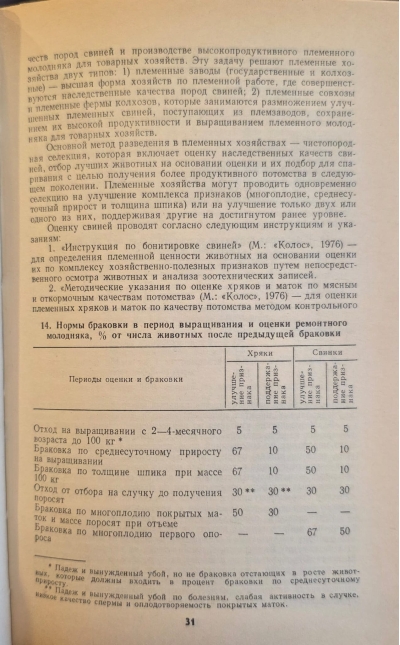 честв пород свиней и производстве высокопродуктивного племенного
молодняка для товарных хозяйств. Эту задачу решают племенные хо-
зяйства двух типов: 1) племенные заводы (государственные и колхоз-
ные) — высшая форма хозяйств по племенной работе, где совершенст-
вуются наследственные качества пород свиней; 2) племенные совхозы
и племенные фермы колхозов, которые занимаются размножением улуч-
шенных племенных свиней, поступающих из племзаводов, сохране-
нием их высокой продуктивности и выращиванием племенного молод-
няка для товарных хозяйств.
Основной метод разведения в племенных хозяйствах — чистопород-
ная селекция, которая включает оценку наследственных качеств сви-
ней, отбор лучших животных на основании оценки и их подбор для спа-
ривания с целью получения более продуктивного потомства в следую-
щем поколении. Племенные хозяйства могут проводить одновременно
селекцию на улучшение комплекса признаков (многоплодие, среднесу-
точный прирост и толщина шпика) или на улучшение только двух или
одного из них, поддерживая другие на достигнутом ранее уровне.
Оценку свиней проводят согласно следующим инструкциям и ука-
заниям:
1. «Инструкция по бонитировке свиней» (М.: «Колос», 1976) —
для определения племенной ценности животных на основании оценки
их по комплексу хозяйственно-полезных признаков путем непосредст-
венного осмотра животных и анализа зоотехнических записей.
2. «Методические указания по оценке хряков и маток по мясным
и откормочным качествам потомства» (М.: «Колос», 1976) — для оценки
племенных хряков и маток по качеству потомства методом контрольного
14. Нормы браковки в период выращивания и оценки ремонтного
молодняка, % от числа животных после предыдущей браковки
Периоды оценки и браковки
Хряки Свинки
улучше-ние приз-нака поддержа-ние приз-нака улучше-ние приз-нака поддержа-ние приз-нака
Отход на выращивании с 2—4-месячного
возраста до 100 кг * 5 5 5 5
Браковка по среднесуточному приросту
на выращивании 67 10 50 10
Браковка по толщине шпика при массе
100 кг 67 10 50 10
Отход от отбора на случку до получения
поросят 30 ** 30 ** 30 30
Браковка по многоплодию покрытых ма-
ток и массе поросят при отъеме 50 30 — —
Браковка по многоплодию первого опо-
роса — — 67 50
* Падеж и вынужденный убой, но не браковка отстающих в росте живот-
ных, которые должны входить в процент браковки по среднесуточному
приросту.
** Падеж и вынужденный убой по болезням, слабая активность в случке,
низкое качество спермы и оплодотворяемость покрытых маток.
31